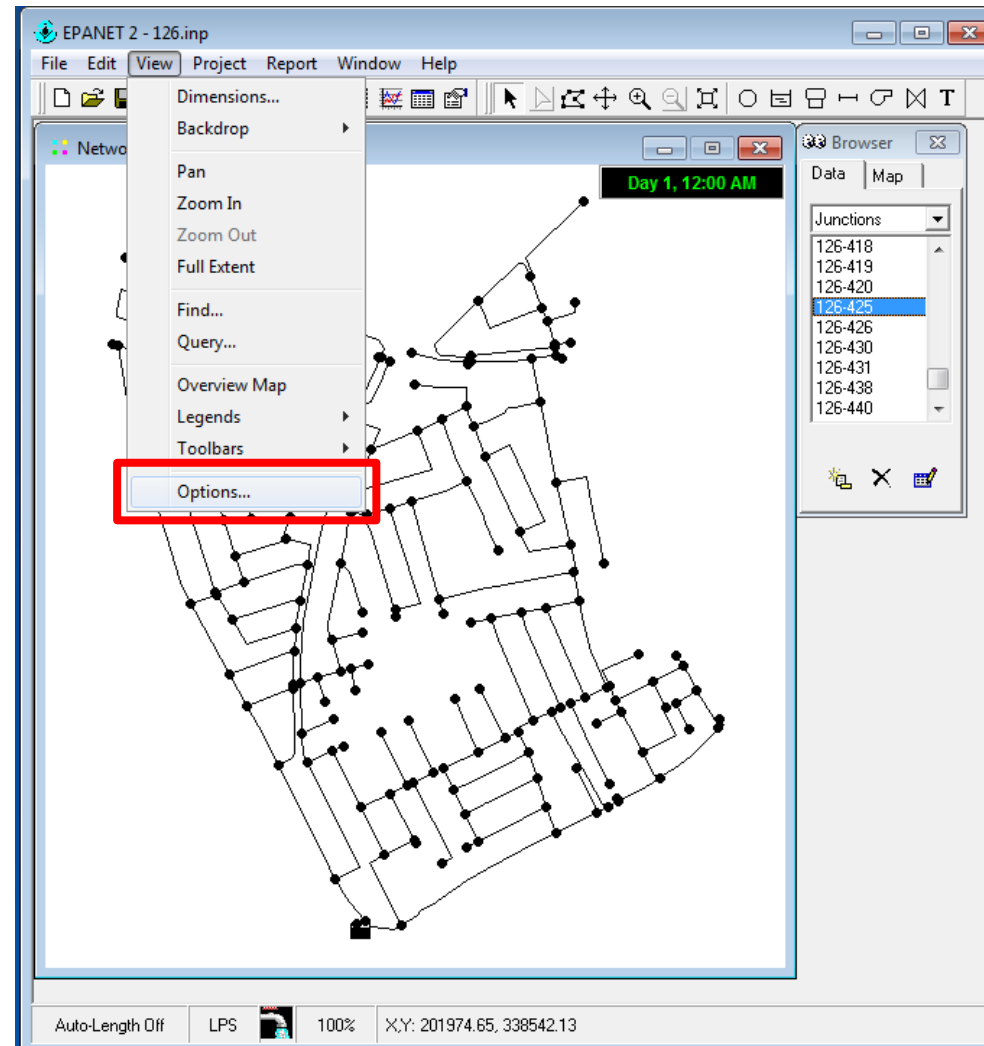 EPANET 2 - 126.inp
File Edit View Project Report Window Help
T
Dimensions...
Backdrop
Pan
Zoom In
Zoom Out
Full Extent
Find...
Query...
Overview Map
Legends
Toolbars
Options...
Netwo
Day 1, 12:00 AM
Browser
Data Map
Junctions
126-418
126-419
126-420
126-425
126-426
126-430
126-431
126-438
126-440
Auto-Length Off LPS 100% X,Y: 201974.65, 338542.13